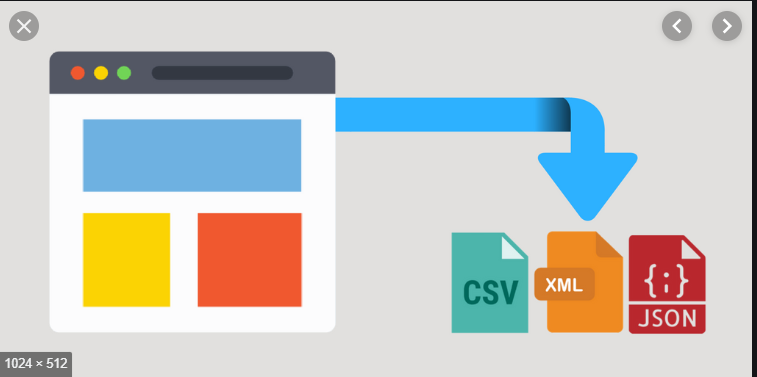 CSV
XML
{;}
JSON
1024 × 512